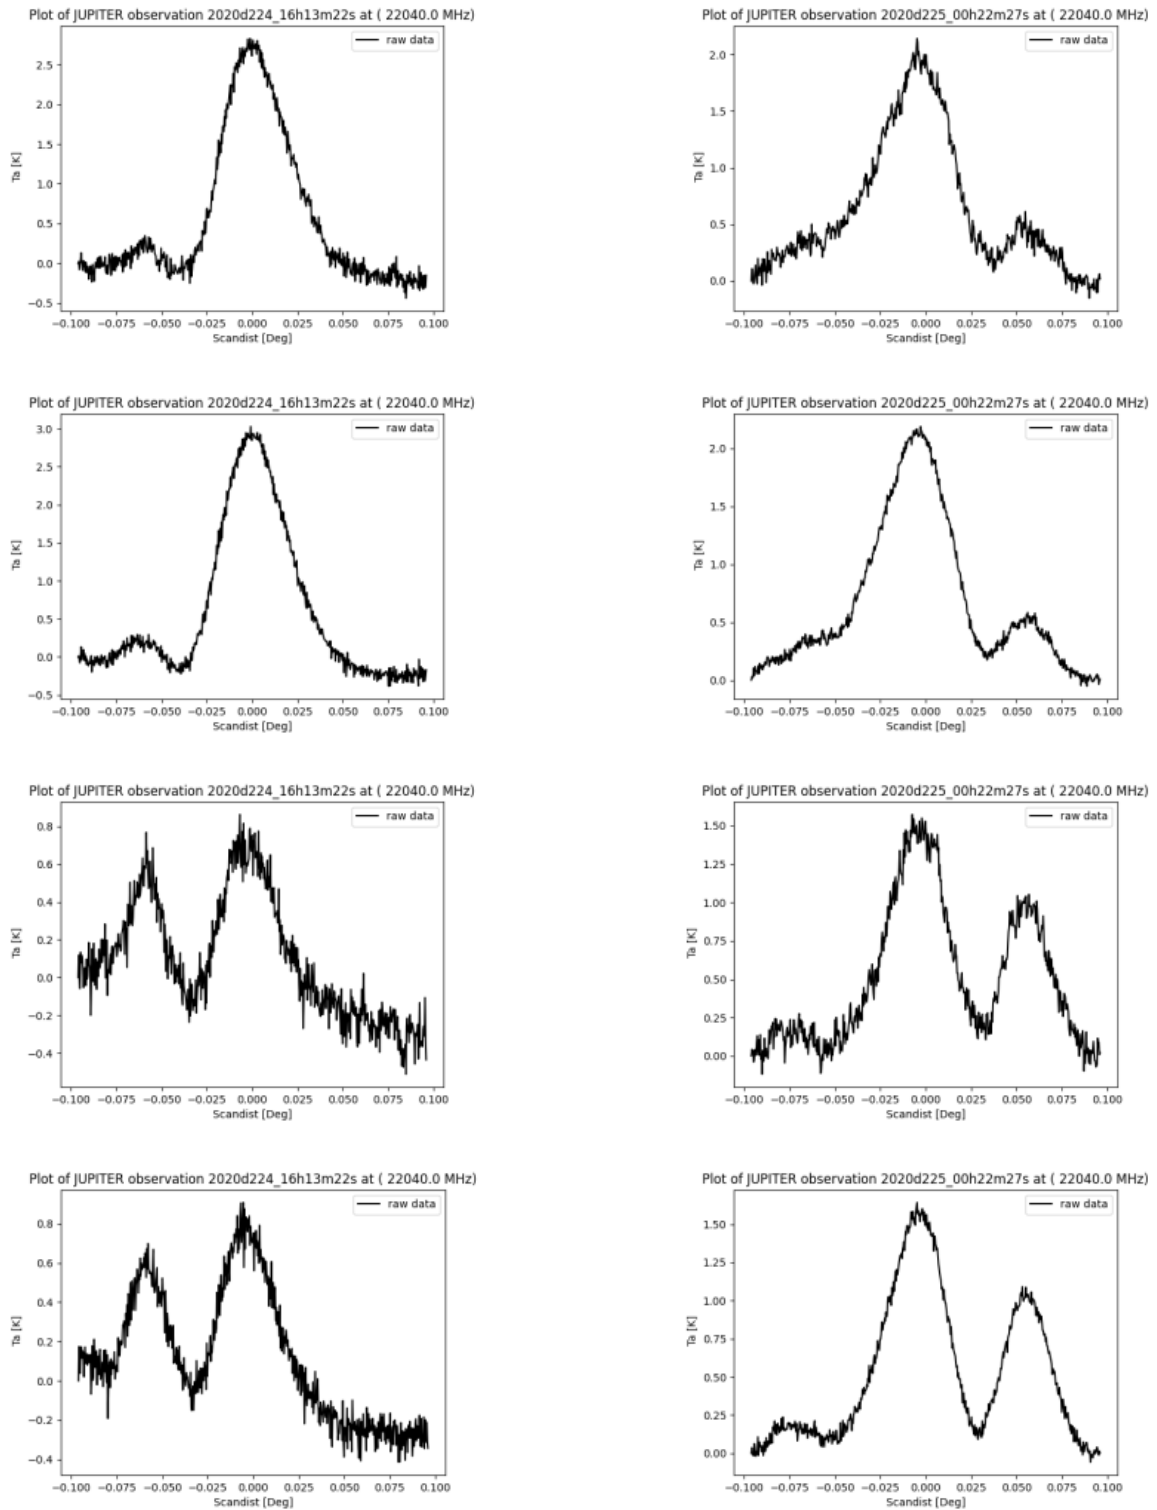 Plot of JUPITER observation 2020d224_16h13m22s at ( 22040.0 MHz)
raw data
2.5
2.0
1.5
1.0
0.5
0.0
−0.5
Ta [K]
−0.100 −0.075 −0.050 −0.025 0.000 0.025 0.050 0.075 0.100
Scandist [Deg]
Plot of JUPITER observation 2020d225_00h22m27s at ( 22040.0 MHz)
raw data
2.0
1.5
1.0
0.5
0.0
Ta [K]
−0.100 −0.075 −0.050 −0.025 0.000 0.025 0.050 0.075 0.100
Scandist [Deg]
Plot of JUPITER observation 2020d224_16h13m22s at ( 22040.0 MHz)
raw data
3.0
2.5
2.0
1.5
1.0
0.5
0.0
−0.5
Ta [K]
−0.100 −0.075 −0.050 −0.025 0.000 0.025 0.050 0.075 0.100
Scandist [Deg]
Plot of JUPITER observation 2020d225_00h22m27s at ( 22040.0 MHz)
raw data
2.0
1.5
1.0
0.5
0.0
Ta [K]
−0.100 −0.075 −0.050 −0.025 0.000 0.025 0.050 0.075 0.100
Scandist [Deg]
Plot of JUPITER observation 2020d224_16h13m22s at ( 22040.0 MHz)
raw data
0.8
0.6
0.4
0.2
0.0
−0.2
−0.4
Ta [K]
−0.100 −0.075 −0.050 −0.025 0.000 0.025 0.050 0.075 0.100
Scandist [Deg]
Plot of JUPITER observation 2020d225_00h22m27s at ( 22040.0 MHz)
raw data
1.50
1.25
1.00
0.75
0.50
0.25
0.00
Ta [K]
−0.100 −0.075 −0.050 −0.025 0.000 0.025 0.050 0.075 0.100
Scandist [Deg]
Plot of JUPITER observation 2020d224_16h13m22s at ( 22040.0 MHz)
raw data
0.8
0.6
0.4
0.2
0.0
−0.2
−0.4
Ta [K]
−0.100 −0.075 −0.050 −0.025 0.000 0.025 0.050 0.075 0.100
Scandist [Deg]
Plot of JUPITER observation 2020d225_00h22m27s at ( 22040.0 MHz)
raw data
1.50
1.25
1.00
0.75
0.50
0.25
0.00
Ta [K]
−0.100 −0.075 −0.050 −0.025 0.000 0.025 0.050 0.075 0.100
Scandist [Deg]